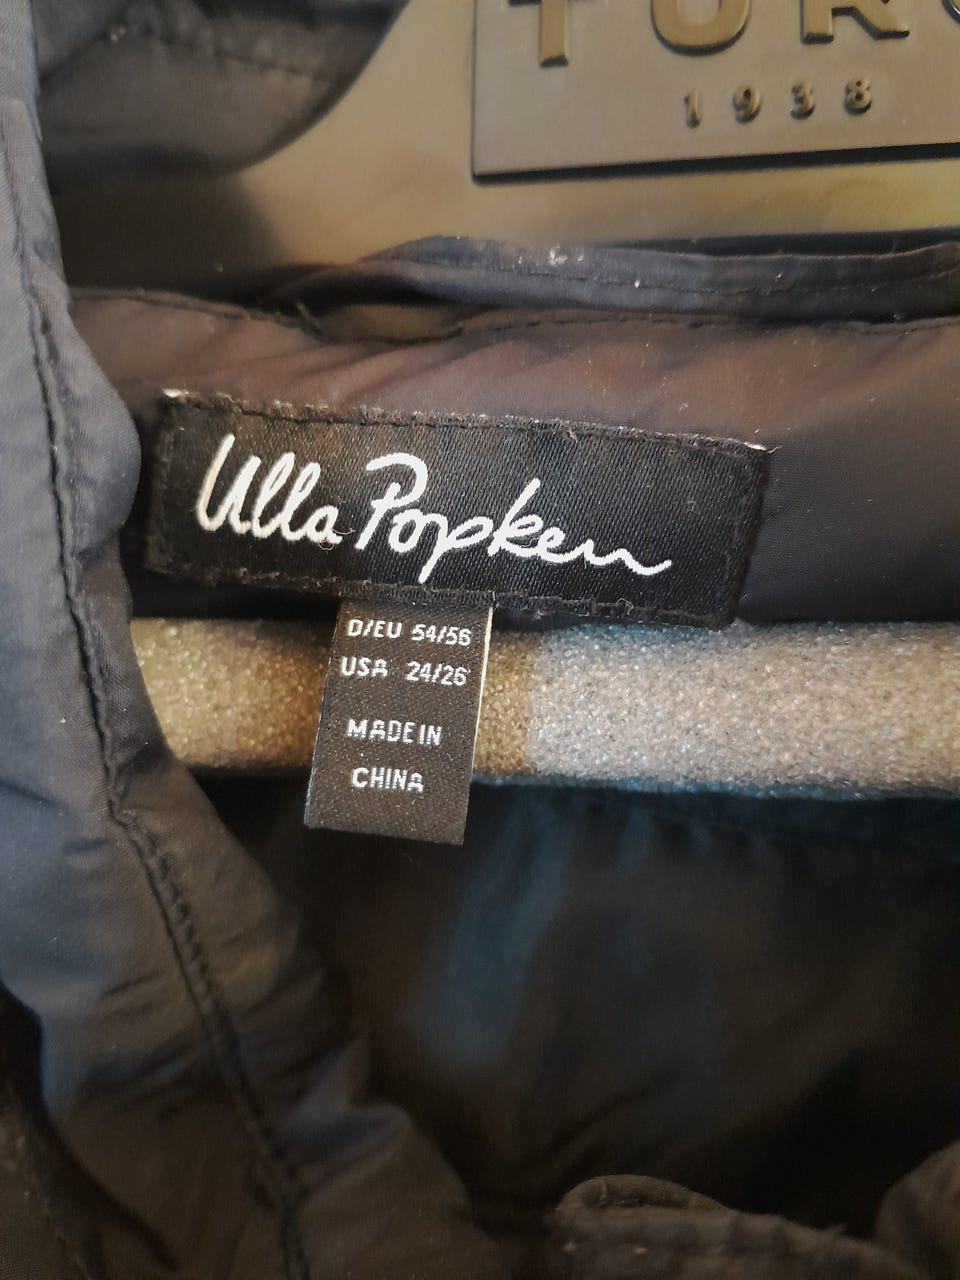 1938
Ulla Popken
D/EU 54/56
USA 24/26
MADE IN
CHINA